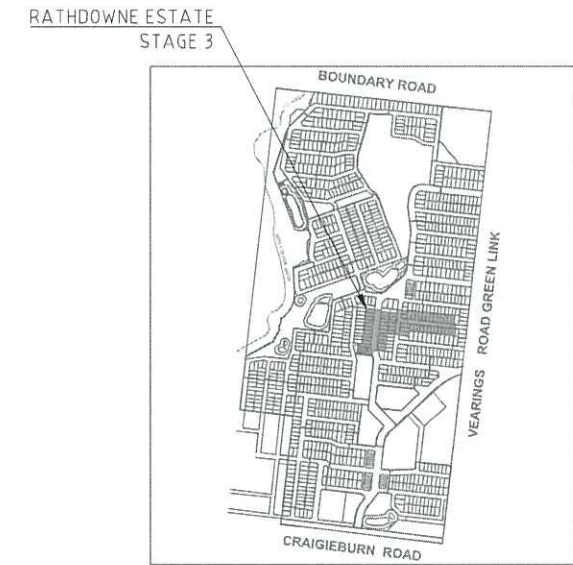 RATHDOWNE ESTATE
STAGE 3
BOUNDARY ROAD
VEARINGS ROAD GREEN LINK
CRAIGIEBURN ROAD